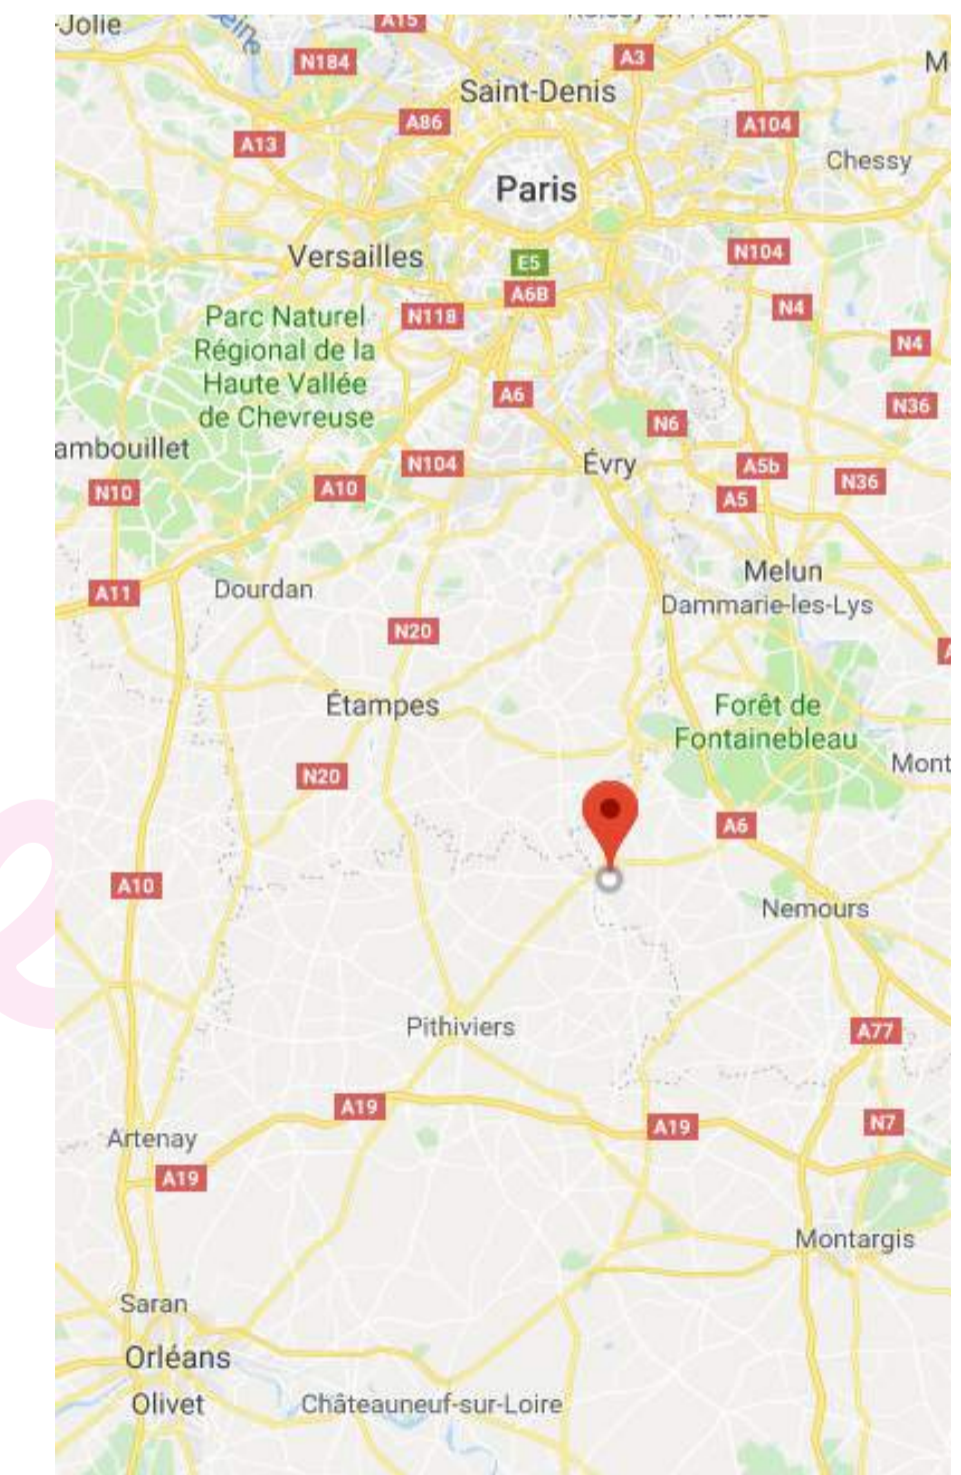 -Jolie
A15
Seine
N184
A3
M
Saint-Denis
A86
A104
A13
Chessy
Paris
Versailles
E5
N104
A6B
Parc Naturel
Régional de la
Haute Vallée
de Chevreuse
N118
N4
N4
A6
N36
N6
ambouillet
N104
Évry
A5b
N10
A10
A5
N36
Melun
A11
Dourdan
Dammarie-les-Lys
N20
Étampes
Forêt de
Fontainebleau
N20
Mont
A6
A10
Nemours
Pithiviers
A77
A19
A19
N7
Artenay
A19
Montargis
Saran
Orléans
Olivet
Châteauneuf-sur-Loire